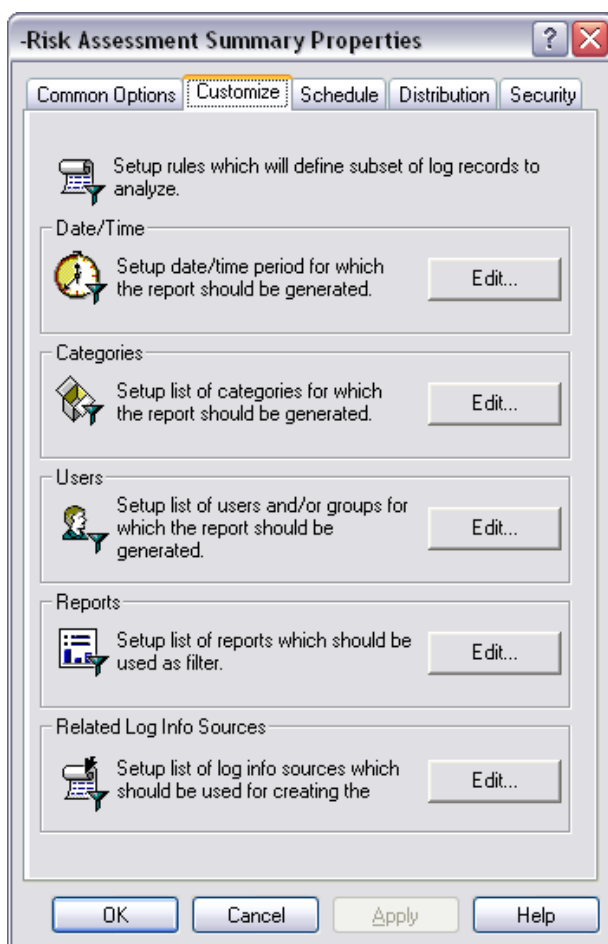 -Risk Assessment Summary Properties
?
Common Options
Customize
Schedule
Distribution
Security
Setup rules which will define subset of log records to
analyze.
Date/Time
Setup date/time period for which
the report should be generated.
Edit...
Categories
Setup list of categories for which
the report should be generated.
Edit...
Users
Setup list of users and/or groups for
which the report should be
generated.
Edit...
Reports
Setup list of reports which should be
used as filter.
Edit...
Related Log Info Sources
Setup list of log info sources which
should be used for creating the
Edit...
OK
Cancel
Apply
Help